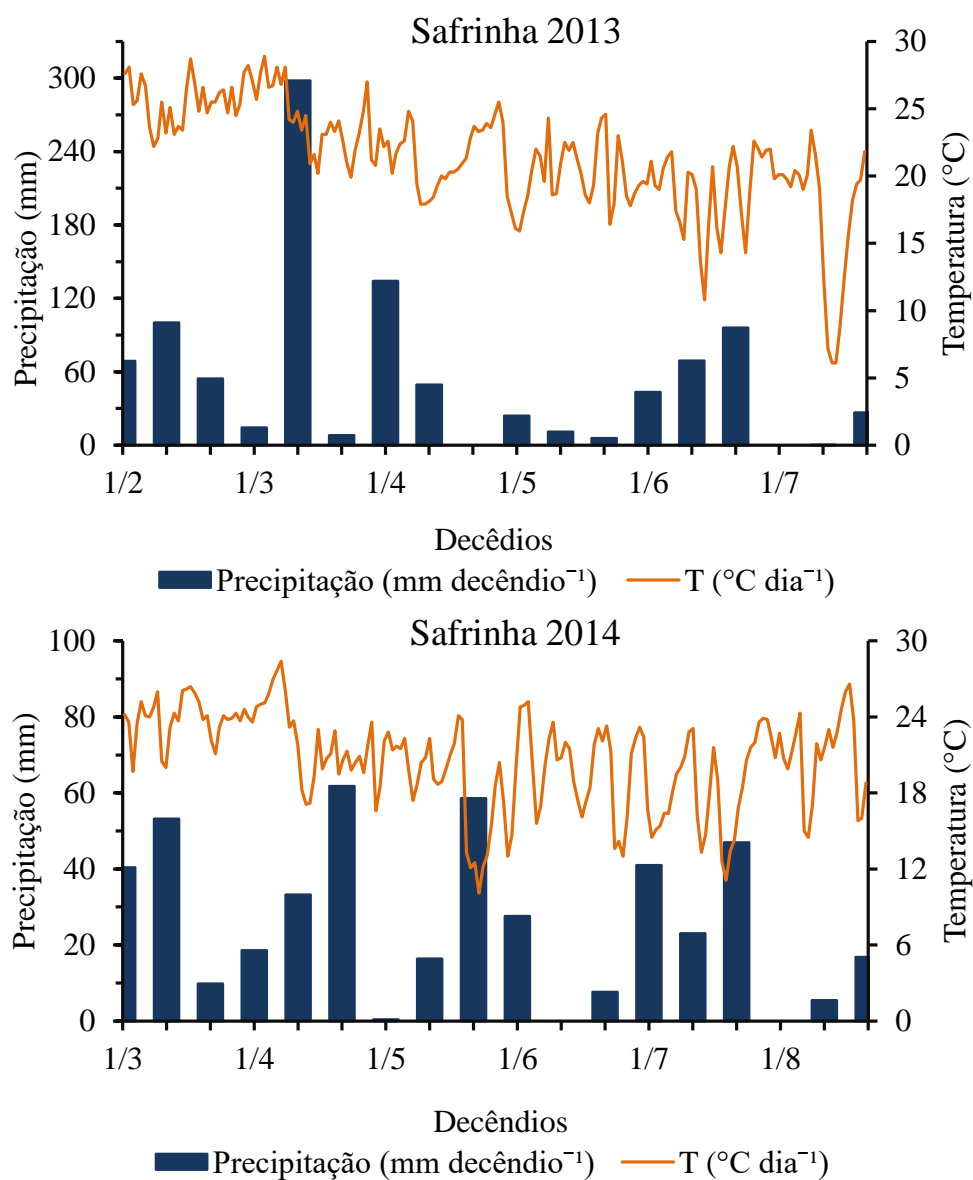 Safrinha 2013
Precipitação (mm)
300
240
180
120
60
0
30
25
20
15
10
5
0
Temperatura (°C)
1/2 1/3 1/4 1/5 1/6 1/7
Decêdios
Precipitação (mm decêndio⁻¹) T (°C dia⁻¹)
Safrinha 2014
Precipitação (mm)
100
80
60
40
20
0
30
24
18
12
6
0
Temperatura (°C)
1/3 1/4 1/5 1/6 1/7 1/8
Decêndios
Precipitação (mm decêndio⁻¹) T (°C dia⁻¹)